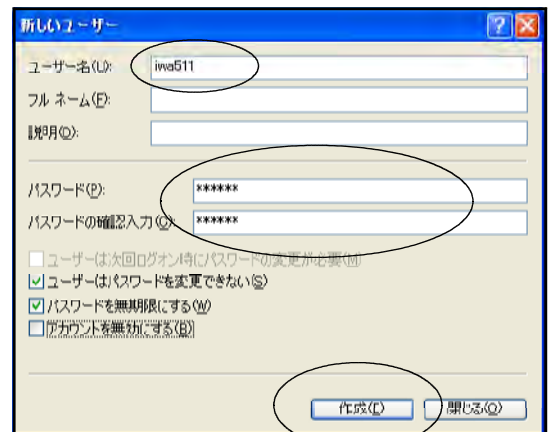 新しいユーザー
ユーザー名(U): iwa511
フル ネーム(F):
説明(D):
パスワード(P): ******
パスワードの確認入力(C): ******
ユーザーは次回ログオン時にパスワードの変更が必要(M)
ユーザーはパスワードを変更できない(S)
パスワードを無期限にする(W)
アカウントを無効にする(B)
作成(E) 閉じる(O)